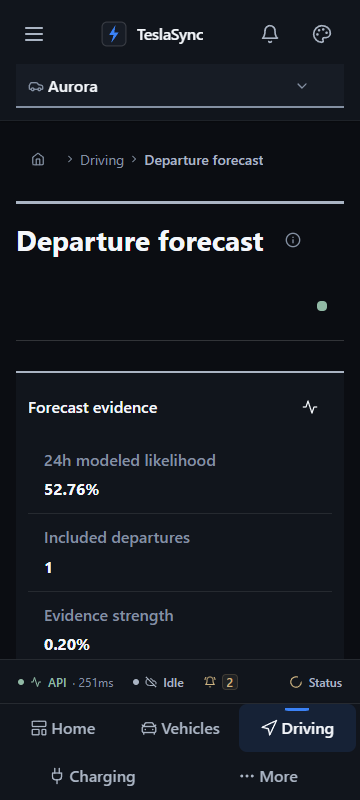 TeslaSync
Aurora
Driving
Departure forecast
Departure forecast
Forecast evidence
24h modeled likelihood
52.76%
Included departures
1
Evidence strength
0.20%
API · 251ms
Idle
2
Status
Home
Vehicles
Driving
Charging
More